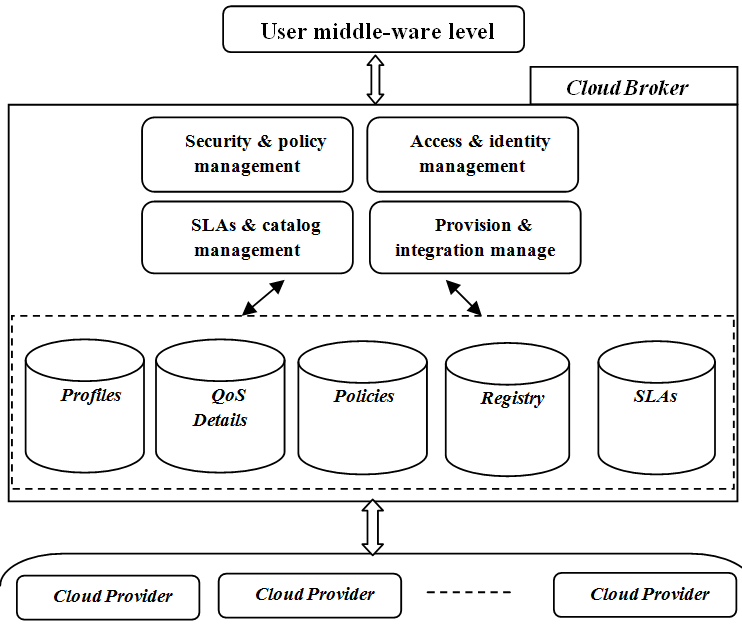 User middle-ware level
Cloud Broker
Security & policy
management
Access & identity
management
SLAs & catalog
management
Provision &
integration manage
Profiles
QoS
Details
Policies
Registry
SLAs
Cloud Provider
Cloud Provider
Cloud Provider